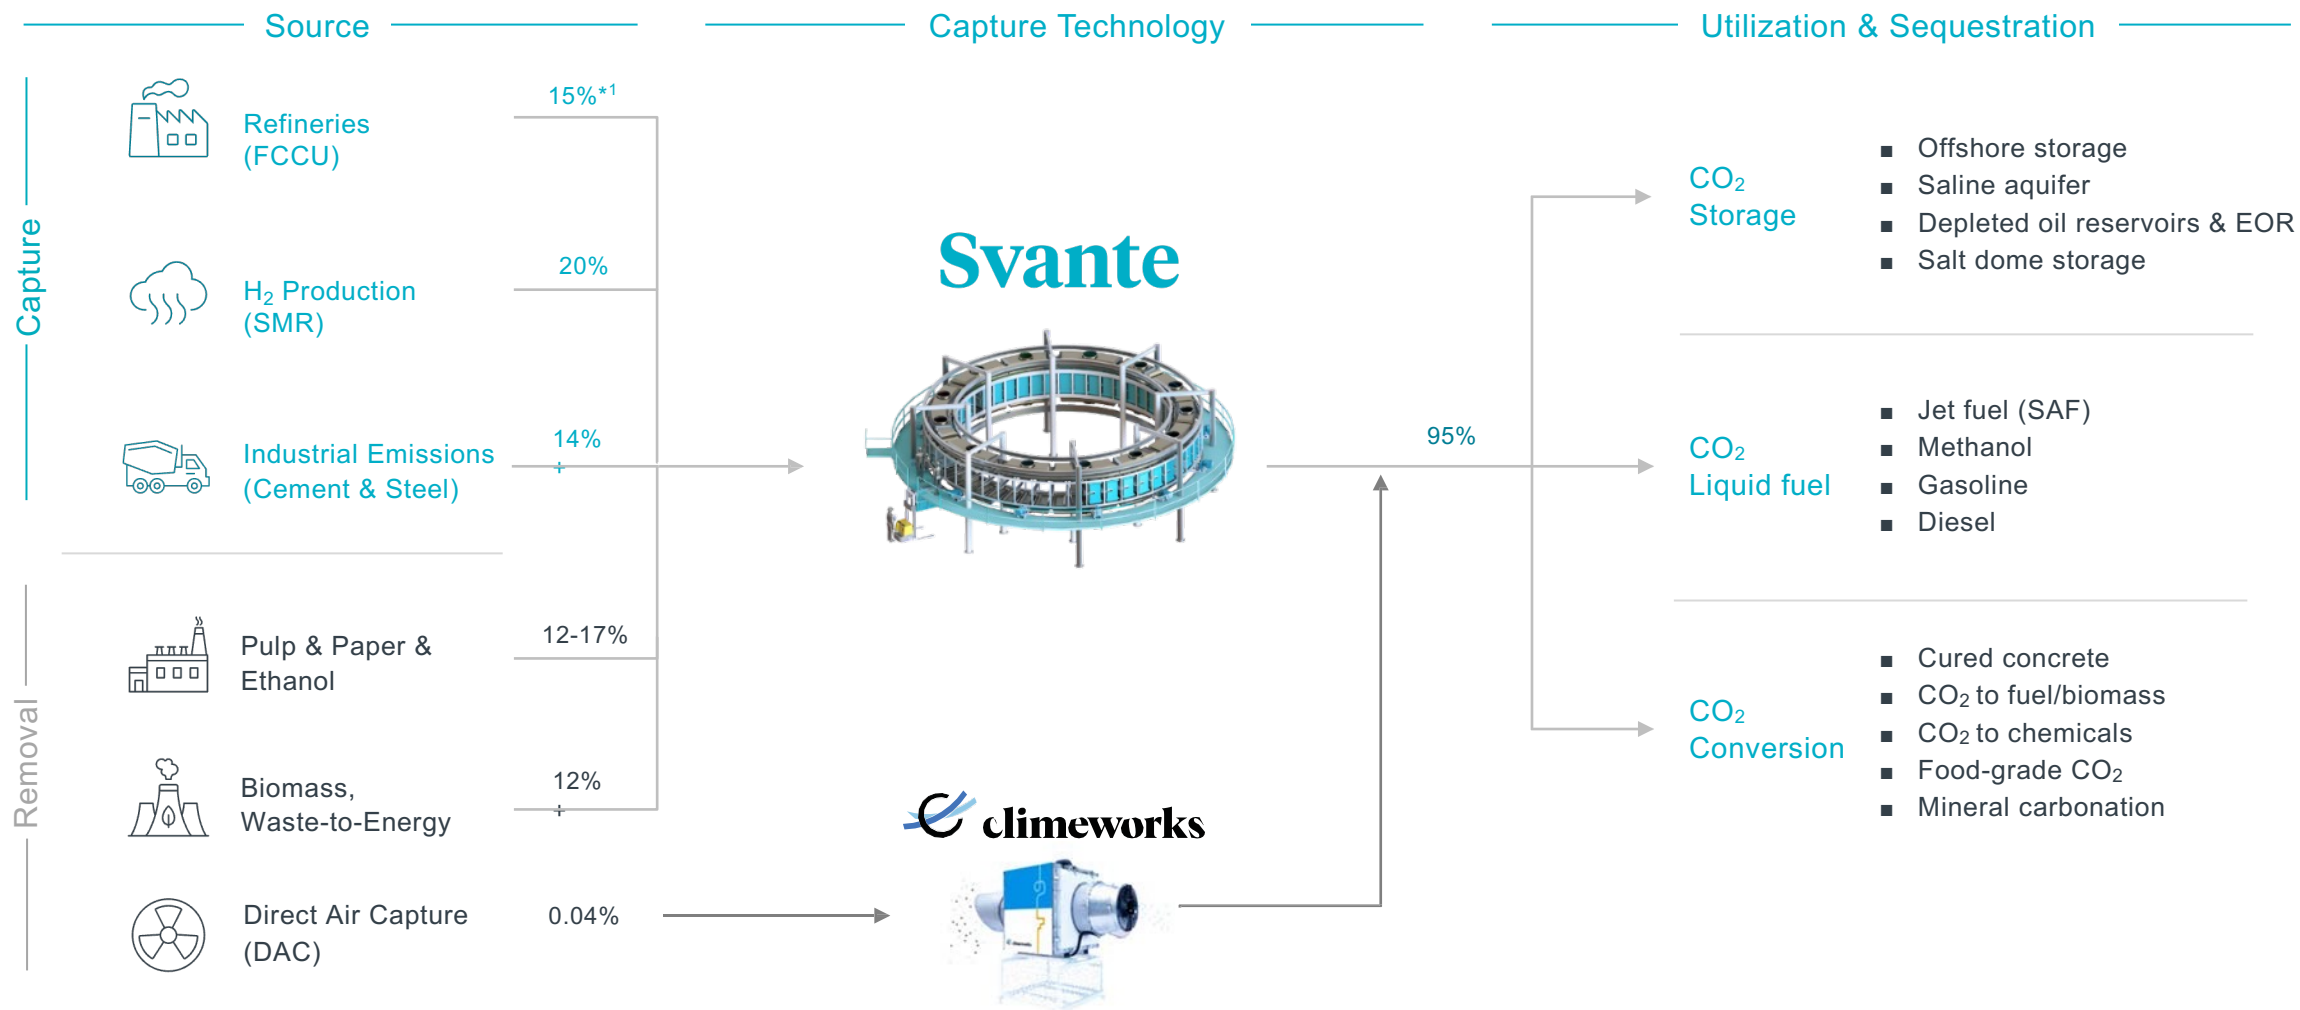 Source
Capture Technology
Utilization & Sequestration
Capture
Refineries
(FCCU)
15%*1
H2 Production
(SMR)
20%
Industrial Emissions
(Cement & Steel)
14%
+
Removal
Pulp & Paper &
Ethanol
12-17%
Biomass,
Waste-to-Energy
12%
+
Direct Air Capture
(DAC)
0.04%
Svante
climeworks
95%
CO2
Storage
▪ Offshore storage
▪ Saline aquifer
▪ Depleted oil reservoirs & EOR
▪ Salt dome storage
CO2
Liquid fuel
▪ Jet fuel (SAF)
▪ Methanol
▪ Gasoline
▪ Diesel
CO2
Conversion
▪ Cured concrete
▪ CO2 to fuel/biomass
▪ CO2 to chemicals
▪ Food-grade CO2
▪ Mineral carbonation